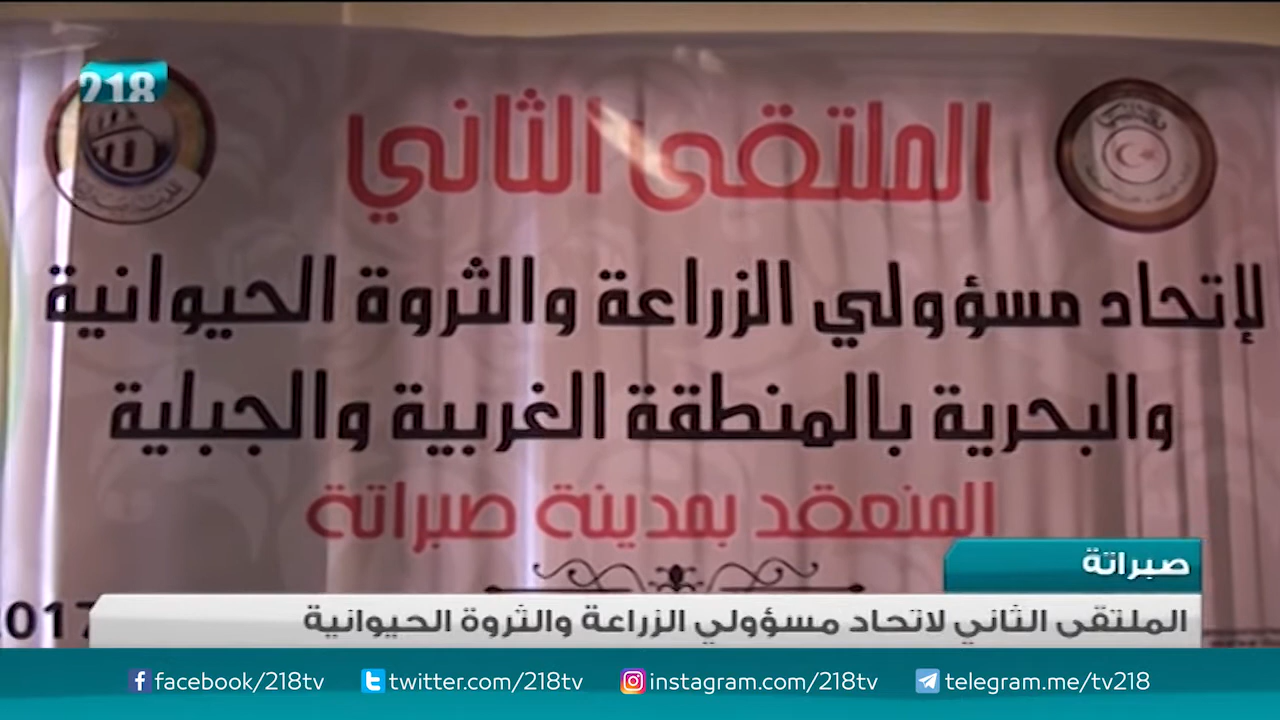 218
الملتقى الثاني
لإتحاد مسؤولي الزراعة والثروة الحيوانية
والبحرية بالمنطقة الغربية والجبلية
المنعقد بمدينة صبراتة
صبراتة
2017
الملتقى الثاني لاتحاد مسؤولي الزراعة والثروة الحيوانية
facebook/218tv twitter.com/218tv instagram.com/218tv telegram.me/tv218